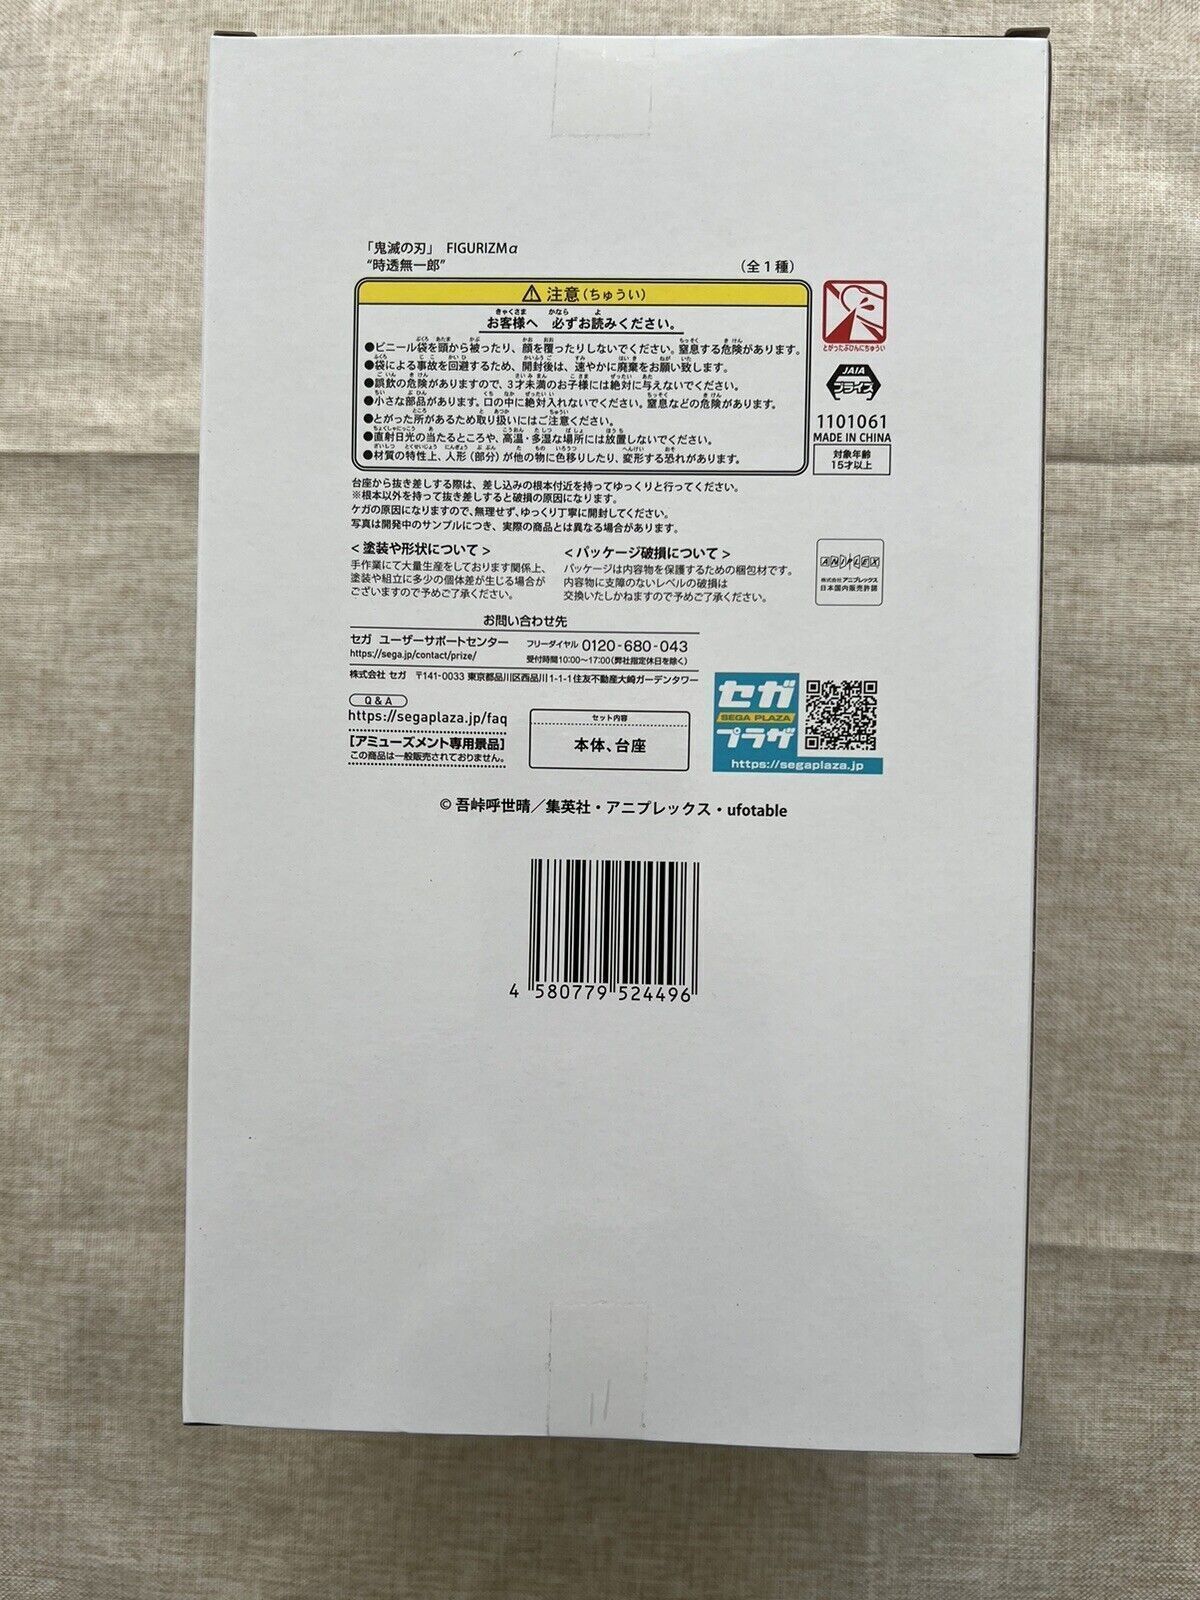 「鬼滅の刃」 FIGURIZMα
"時透無一郎"
（全１種）
⚠ 注意(ちゅうい)
お客様へ 必ずお読みください。
●ビニール袋を頭から被ったり、顔を覆ったりしないでください。窒息する危険があります。
●袋による事故を回避するため、開封後は、速やかに廃棄をお願い致します。
●誤飲の危険がありますので、３才未満のお子様には絶対に与えないでください。
●小さな部品があります。口の中に絶対入れないでください。窒息などの危険があります。
●とがった所があるため取り扱いにはご注意ください。
●直射日光の当たるところや、高温・多湿な場所には放置しないでください。
●材質の特性上、人形（部分）が他の物に色移りしたり、変形する恐れがあります。
とがったぶひんにちゅうい
JAIA
プライズ
1101061
MADE IN CHINA
対象年齢
15才以上
台座から抜き差しする際は、差し込みの根本付近を持ってゆっくりと行ってください。
※根本以外を持って抜き差しすると破損の原因になります。
ケガの原因になりますので、無理せず、ゆっくり丁寧に開封してください。
写真は開発中のサンプルにつき、実際の商品とは異なる場合があります。
＜塗装や形状について＞
手作業にて大量生産をしております関係上、
塗装や組立に多少の個体差が生じる場合が
ございますので予めご了承ください。
＜パッケージ破損について＞
パッケージは内容物を保護するための梱包材です。
内容物に支障のないレベルの破損は
交換いたしかねますので予めご了承ください。
ANIPLEX
株式会社アニプレックス
日本国内販売許諾
お問い合わせ先
セガ ユーザーサポートセンター
https://sega.jp/contact/prize/
フリーダイヤル 0120-680-043
受付時間10:00～17:00(弊社指定休日を除く)
株式会社 セガ 〒141-0033 東京都品川区西品川1-1-1住友不動産大崎ガーデンタワー
Q&A
https://segaplaza.jp/faq
[アミューズメント専用景品]
この商品は一般販売されておりません。
セット内容
本体、台座
セガ
SEGA PLAZA
プラザ
https://segaplaza.jp
© 吾峠呼世晴／集英社・アニプレックス・ufotable
4 580779 524496